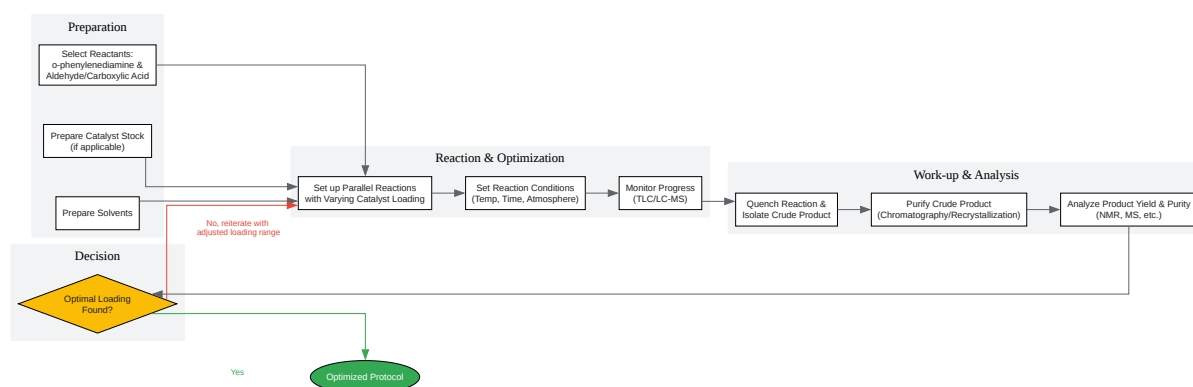 Preparation
Select Reactants:
o-phenylenediamine &
Aldehyde/Carboxylic Acid
Prepare Catalyst Stock
(if applicable)
Prepare Solvents
Reaction & Optimization
Set up Parallel Reactions
with Varying Catalyst Loading
Set Reaction Conditions
(Temp, Time, Atmosphere)
Monitor Progress
(TLC/LC-MS)
Work-up & Analysis
Quench Reaction &
Isolate Crude Product
Purify Crude Product
(Chromatography/Recrystallization)
Analyze Product Yield & Purity
(NMR, MS, etc.)
No, reiterate with
adjusted loading range
Decision
Optimal Loading
Found?
Yes
Optimized Protocol